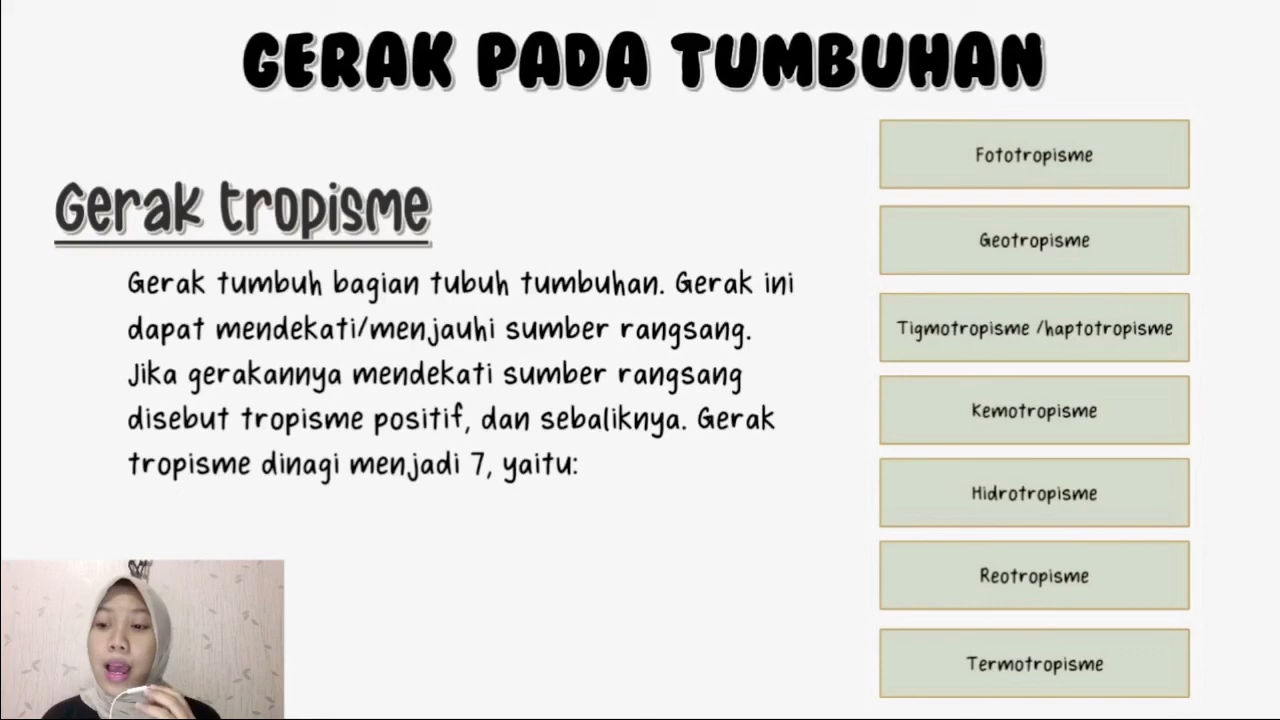 GERAK PADA TUMBUHAN
Gerak tropisme
Gerak tumbuh bagian tubuh tumbuhan. Gerak ini
dapat mendekati/menjauhi sumber rangsang.
Jika gerakannya mendekati sumber rangsang
disebut tropisme positif, dan sebaliknya. Gerak
tropisme dinagi menjadi 7, yaitu:
Fototropisme
Geotropisme
Tigmotropisme /haptotropisme
Kemotropisme
Hidrotropisme
Reotropisme
Termotropisme